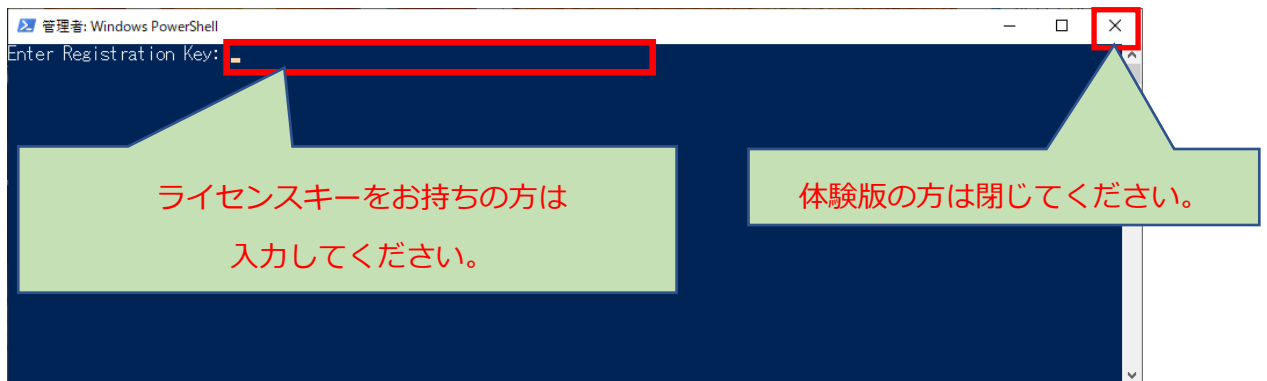 管理者: Windows PowerShell
Enter Registration Key:
ライセンスキーをお持ちの方は
入力してください。
体験版の方は閉じてください。